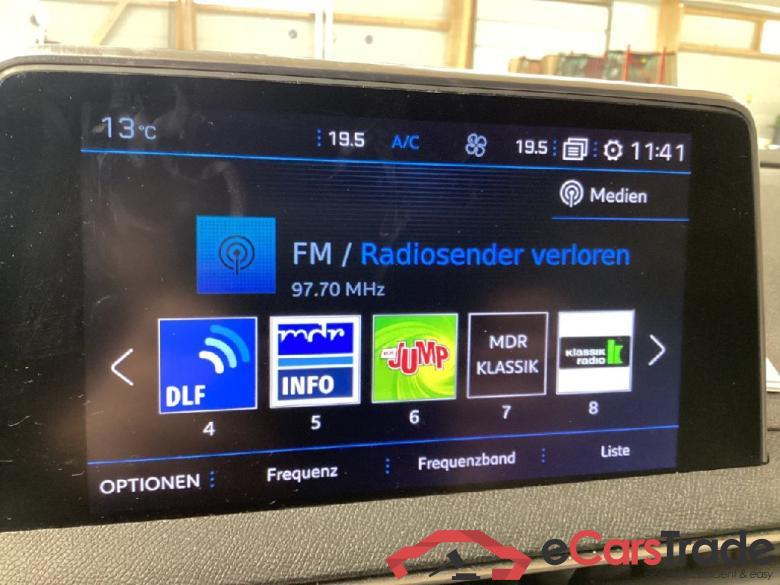 13°C 19.5 A/C 19.5 11:41
Medien
FM / Radiosender verloren
97.70 MHz
DLF
mdr
INFO
JUMP
MDR
KLASSIK
KLASSIK
radio
4 5 6 7 8
OPTIONEN Frequenz Frequenzband Liste
eCarsTrade
& easy